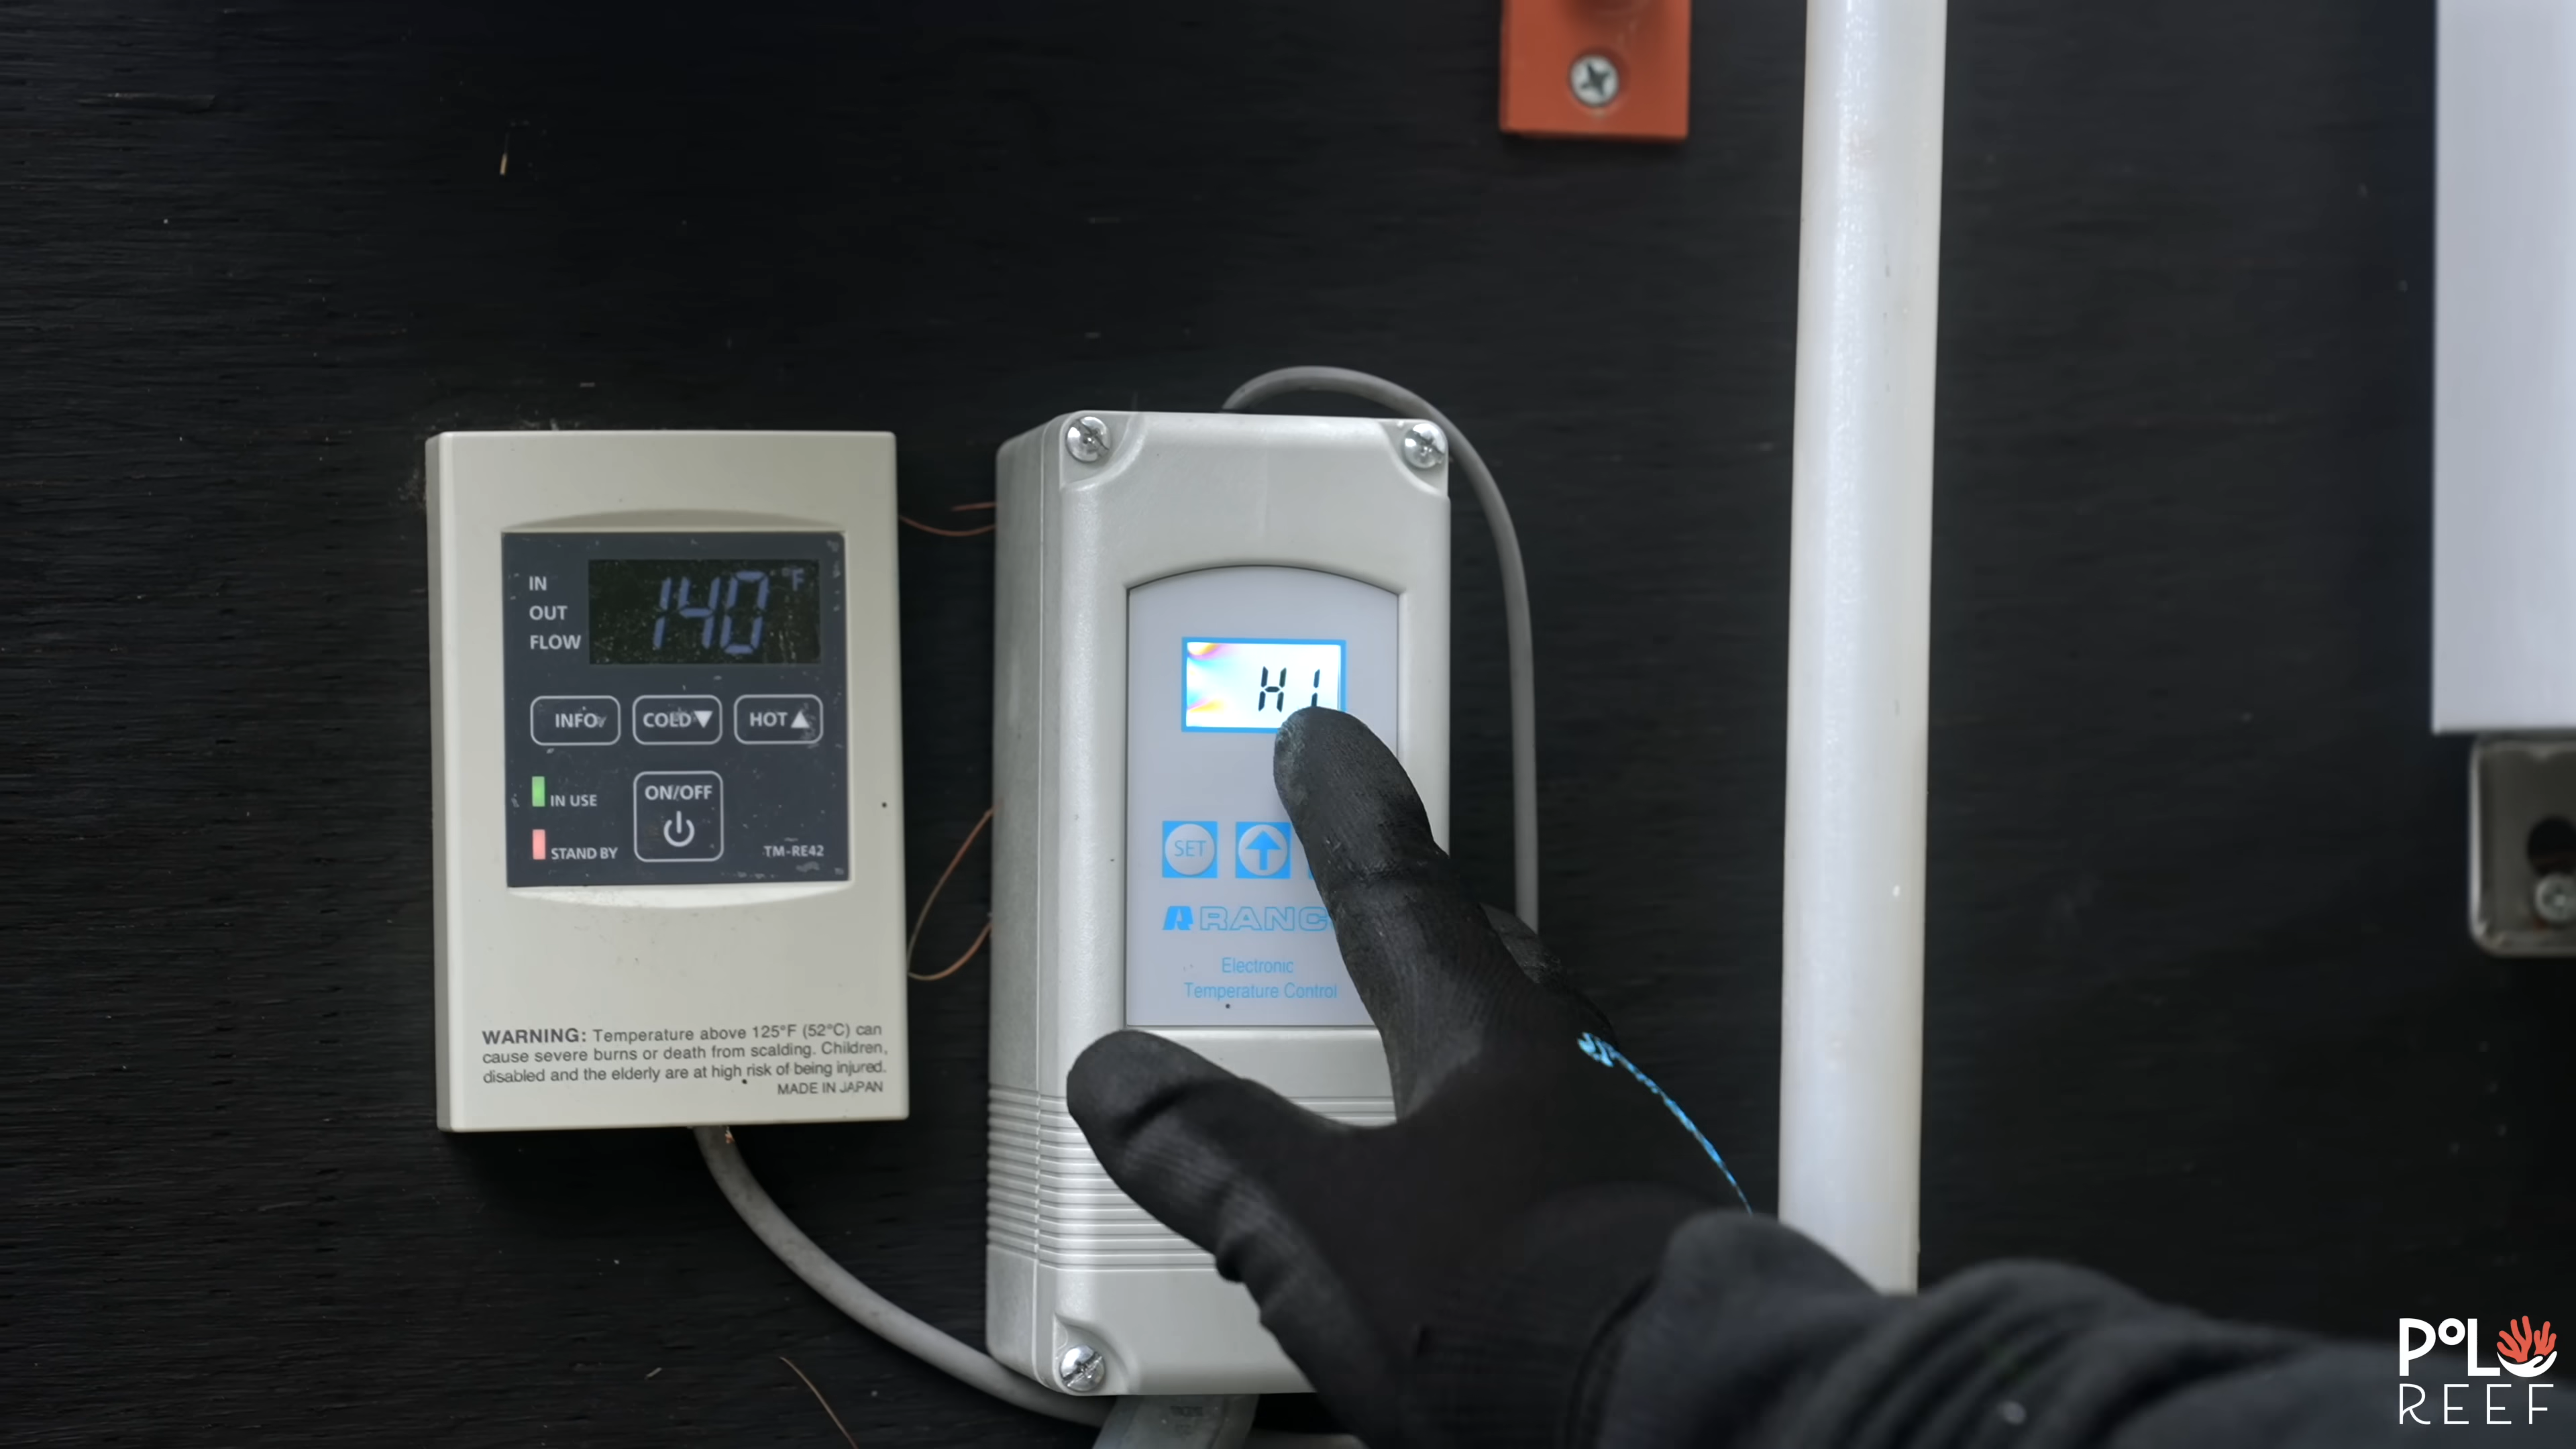 IN
OUT
FLOW
140 °F
INFO
COLD▼
HOT▲
IN USE
ON/OFF
STAND BY
TM-RE42
WARNING: Temperature above 125°F (52°C) can
cause severe burns or death from scalding. Children,
disabled and the elderly are at high risk of being injured.
MADE IN JAPAN
HI
SET
RANC
Electronic
Temperature Control
POLO
REEF